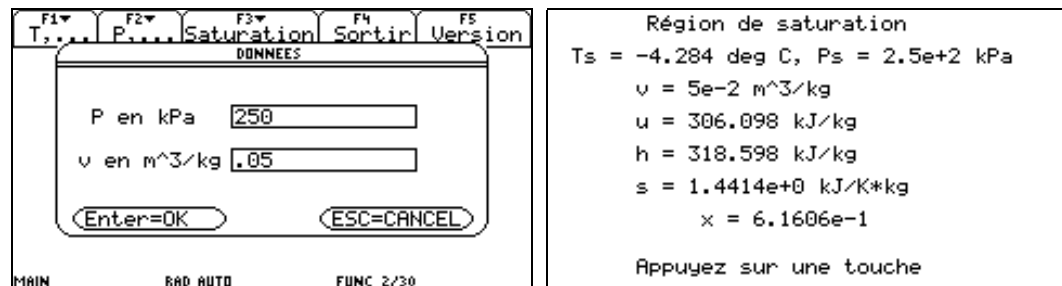 F1▼ F2▼ F3▼ F4 F5
T,... P,... Saturation Sortir Version
DONNEES
P en kPa 250
v en m^3/kg .05
Enter=OK ESC=CANCEL
MAIN RAD AUTO FUNC 2/30
Région de saturation
Ts = -4.284 deg C, Ps = 2.5e+2 kPa
v = 5e-2 m^3/kg
u = 306.098 kJ/kg
h = 318.598 kJ/kg
s = 1.4414e+0 kJ/K*kg
x = 6.1606e-1
Appuyez sur une touche